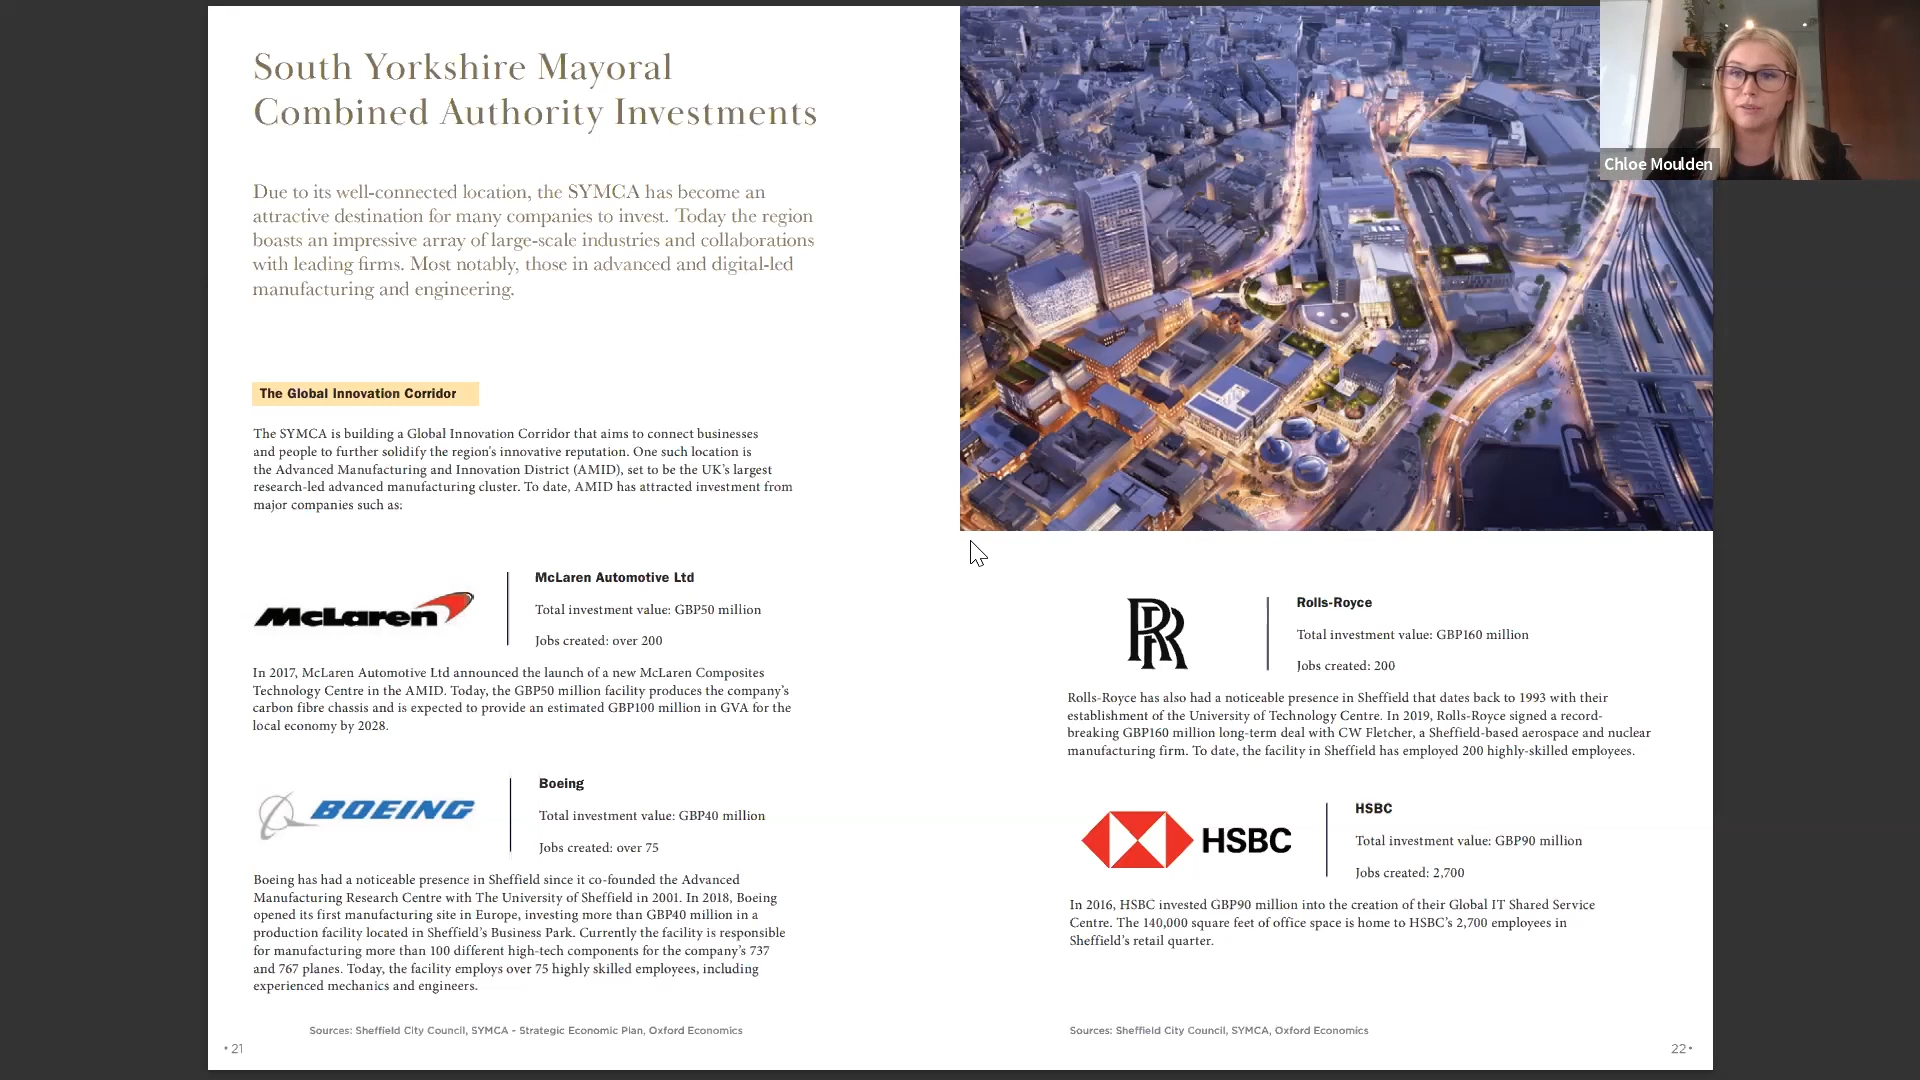 South Yorkshire Mayoral
Combined Authority Investments
Due to its well-connected location, the SYMCA has become an
attractive destination for many companies to invest. Today the region
boasts an impressive array of large-scale industries and collaborations
with leading firms. Most notably, those in advanced and digital-led
manufacturing and engineering.
The Global Innovation Corridor
The SYMCA is building a Global Innovation Corridor that aims to connect businesses
and people to further solidify the region's innovative reputation. One such location is
the Advanced Manufacturing and Innovation District (AMID), set to be the UK's largest
research-led advanced manufacturing cluster. To date, AMID has attracted investment from
major companies such as:
McLaren
McLaren Automotive Ltd
Total investment value: GBP50 million
Jobs created: over 200
In 2017, McLaren Automotive Ltd announced the launch of a new McLaren Composites
Technology Centre in the AMID. Today, the GBP50 million facility produces the company's
carbon fibre chassis and is expected to provide an estimated GBP100 million in GVA for the
local economy by 2028.
BOEING
Boeing
Total investment value: GBP40 million
Jobs created: over 75
Boeing has had a noticeable presence in Sheffield since it co-founded the Advanced
Manufacturing Research Centre with The University of Sheffield in 2001. In 2018, Boeing
opened its first manufacturing site in Europe, investing more than GBP40 million in a
production facility located in Sheffield's Business Park. Currently the facility is responsible
for manufacturing more than 100 different high-tech components for the company's 737
and 767 planes. Today, the facility employs over 75 highly skilled employees, including
experienced mechanics and engineers.
Sources: Sheffield City Council, SYMCA - Strategic Economic Plan, Oxford Economics
• 21
Chloe Moulden
RR
Rolls-Royce
Total investment value: GBP160 million
Jobs created: 200
Rolls-Royce has also had a noticeable presence in Sheffield that dates back to 1993 with their
establishment of the University of Technology Centre. In 2019, Rolls-Royce signed a record-
breaking GBP160 million long-term deal with CW Fletcher, a Sheffield-based aerospace and nuclear
manufacturing firm. To date, the facility in Sheffield has employed 200 highly-skilled employees.
HSBC
HSBC
Total investment value: GBP90 million
Jobs created: 2,700
In 2016, HSBC invested GBP90 million into the creation of their Global IT Shared Service
Centre. The 140,000 square feet of office space is home to HSBC's 2,700 employees in
Sheffield's retail quarter.
Sources: Sheffield City Council, SYMCA, Oxford Economics
22 •